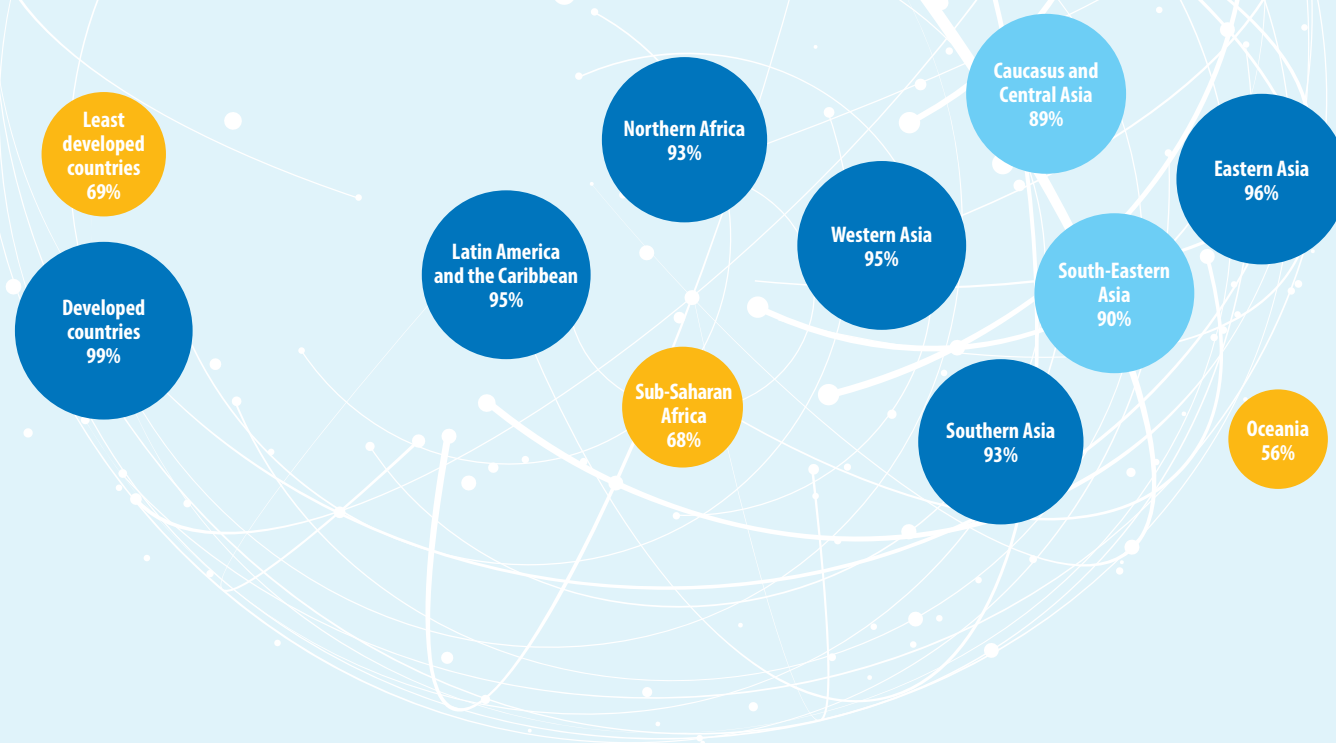 Least
developed
countries
69%
Developed
countries
99%
Latin America
and the Caribbean
95%
Northern Africa
93%
Sub-Saharan
Africa
68%
Western Asia
95%
Caucasus and
Central Asia
89%
Eastern Asia
96%
South-Eastern
Asia
90%
Southern Asia
93%
Oceania
56%